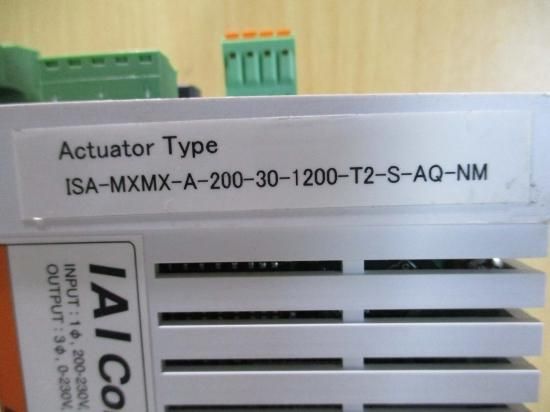 Actuator Type
ISA-MXMX-A-200-30-1200-T2-S-AQ-NM
IAI
INPUT : 1ϕ, 200-230V,
OUTPUT : 3ϕ, 0-230V,